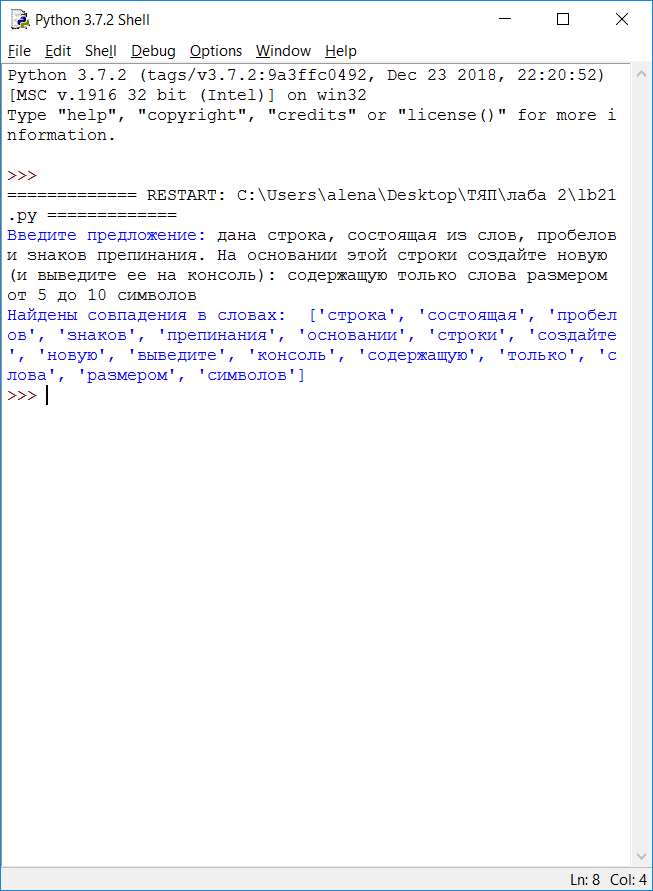 Python 3.7.2 Shell
File Edit Shell Debug Options Window Help
Python 3.7.2 (tags/v3.7.2:9a3ffc0492, Dec 23 2018, 22:20:52)
[MSC v.1916 32 bit (Intel)] on win32
Type "help", "copyright", "credits" or "license()" for more i
nformation.
>>>
============= RESTART: C:\Users\alena\Desktop\ТЯП\лаба 2\lb21
.py =============
Введите предложение: дана строка, состоящая из слов, пробелов
и знаков препинания. На основании этой строки создайте новую
(и выведите ее на консоль): содержащую только слова размером
от 5 до 10 символов
Найдены совпадения в словах:  ['строка', 'состоящая', 'пробел
ов', 'знаков', 'препинания', 'основании', 'строки', 'создайте
', 'новую', 'выведите', 'консоль', 'содержащую', 'только', 'с
лова', 'размером', 'символов']
>>>
Ln: 8 Col: 4